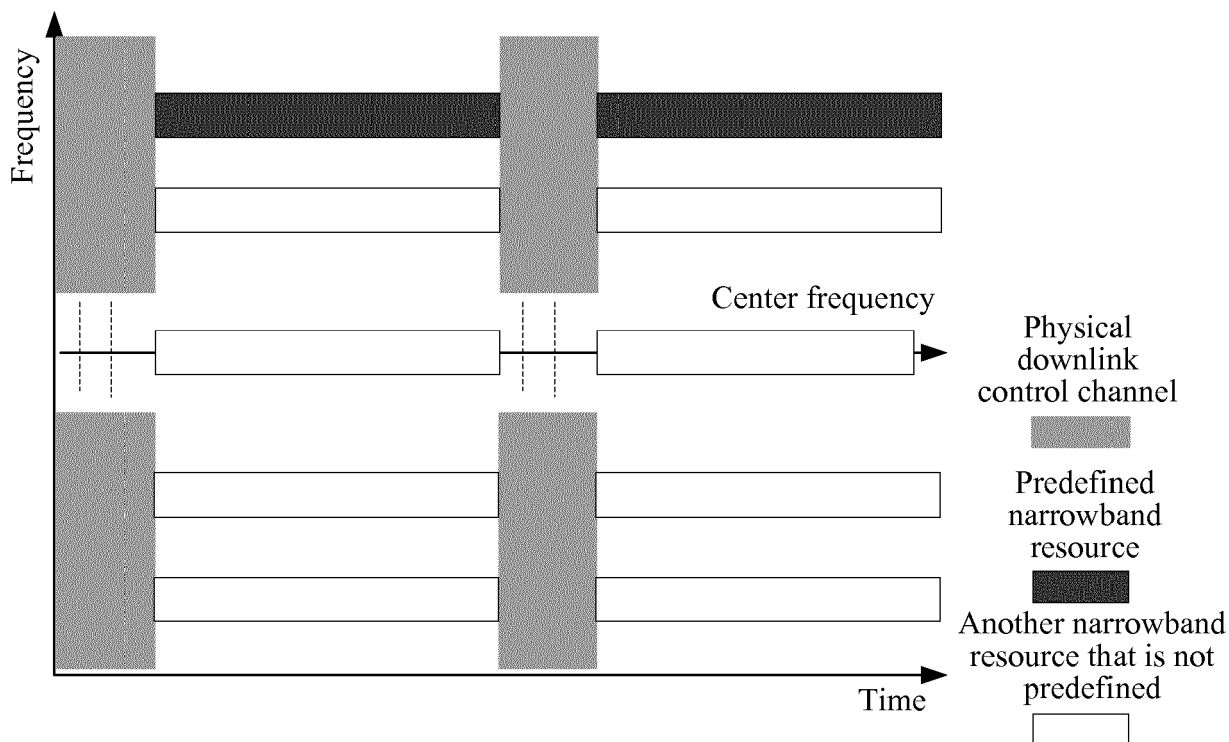 Frequency
Center frequency
Time
Physical
downlink
control channel
Predefined
narrowband
resource
Another narrowband
resource that is not
predefined